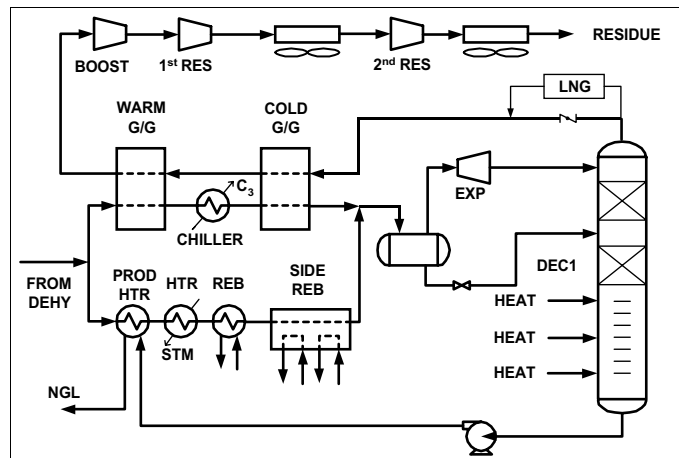 RESIDUE
BOOST
1st RES
2nd RES
LNG
WARM
G/G
COLD
G/G
C3
EXP
CHILLER
FROM
DEHY
PROD
HTR
HTR
REB
SIDE
REB
DEC1
HEAT
STM
HEAT
HEAT
NGL